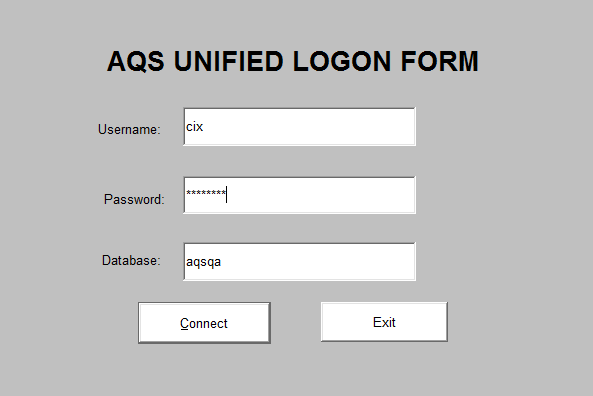 AQS UNIFIED LOGON FORM
Username: cix
Password: ********
Database: aqsqa
Connect Exit